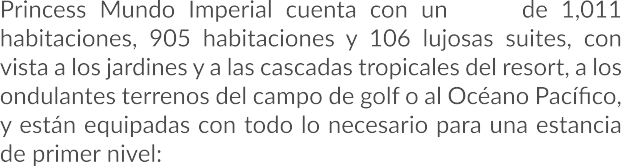 Princess Mundo Imperial cuenta con un de 1,011
habitaciones, 905 habitaciones y 106 lujosas suites, con
vista a los jardines y a las cascadas tropicales del resort, a los
ondulantes terrenos del campo de golf o al Océano Pacífico,
y están equipadas con todo lo necesario para una estancia
de primer nivel: